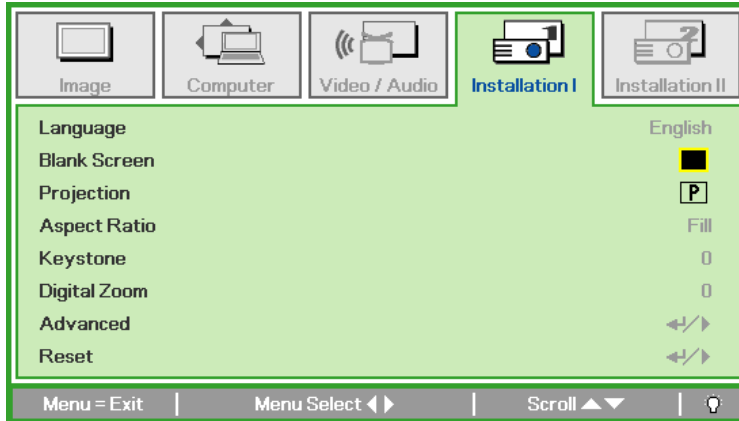 Image Computer Video / Audio Installation I Installation II
Language English
Blank Screen
Projection P
Aspect Ratio Fill
Keystone 0
Digital Zoom 0
Advanced
Reset
Menu = Exit Menu Select Scroll